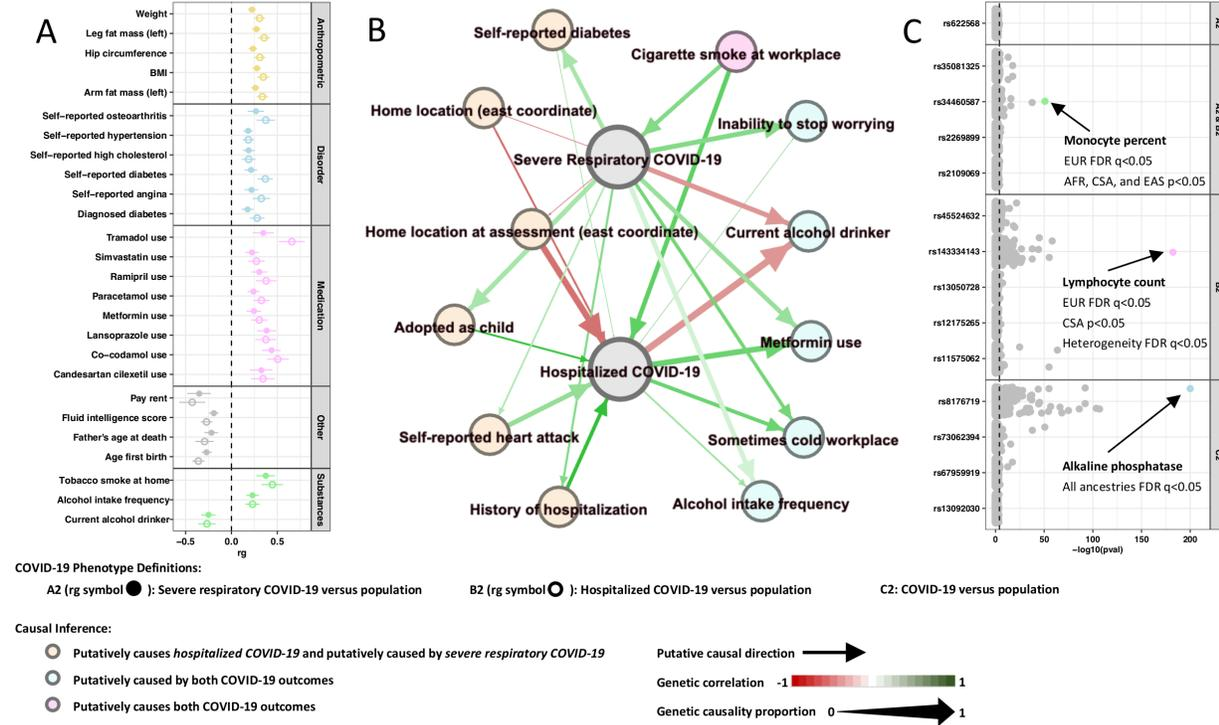 A
Weight
Leg fat mass (left)
Hip circumference
BMI
Arm fat mass (left)
Anthropometric
Self-reported osteoarthritis
Self-reported hypertension
Self-reported high cholesterol
Self-reported diabetes
Self-reported angina
Diagnosed diabetes
Disorder
Tramadol use
Simvastatin use
Ramipril use
Paracetamol use
Metformin use
Lansoprazole use
Co-codamol use
Candesartan cilexetil use
Medication
Pay rent
Fluid intelligence score
Father's age at death
Age first birth
Other
Tobacco smoke at home
Alcohol intake frequency
Current alcohol drinker
Substances
-0.5 0.0 0.5
rg
B
Self-reported diabetes
Cigarette smoke at workplace
Home location (east coordinate)
Inability to stop worrying
Severe Respiratory COVID-19
Home location at assessment (east coordinate)
Current alcohol drinker
Adopted as child
Metformin use
Hospitalized COVID-19
Self-reported heart attack
Sometimes cold workplace
History of hospitalization
Alcohol intake frequency
C
rs622568
rs35081325
rs34460587
rs2269899
rs2109069
Monocyte percent
EUR FDR q<0.05
AFR, CSA, and EAS p<0.05
rs45524632
rs143334143
rs13050728
rs12175265
rs11575062
B2
Lymphocyte count
EUR FDR q<0.05
CSA p<0.05
Heterogeneity FDR q<0.05
rs8176719
rs73062394
rs67959919
rs13092030
Alkaline phosphatase
All ancestries FDR q<0.05
0 50 100 150 200
-log10(pval)
COVID-19 Phenotype Definitions:
A2 (rg symbol ): Severe respiratory COVID-19 versus population
B2 (rg symbol ): Hospitalized COVID-19 versus population
C2: COVID-19 versus population
Causal Inference:
Putatively causes hospitalized COVID-19 and putatively caused by severe respiratory COVID-19
Putatively caused by both COVID-19 outcomes
Putatively causes both COVID-19 outcomes
Putative causal direction
Genetic correlation -1 1
Genetic causality proportion 0 1